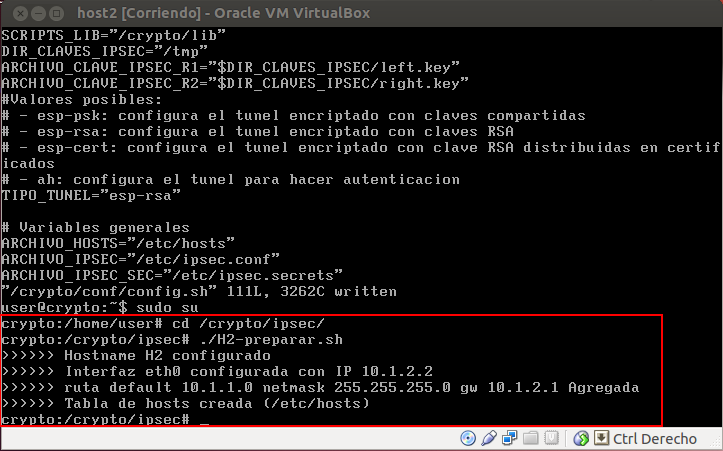 host2 [Corriendo] - Oracle VM VirtualBox
SCRIPTS_LIB="/crypto/lib"
DIR_CLAVES_IPSEC="/tmp"
ARCHIVO_CLAVE_IPSEC_R1="$DIR_CLAVES_IPSEC/left.key"
ARCHIVO_CLAVE_IPSEC_R2="$DIR_CLAVES_IPSEC/right.key"
#Valores posibles:
# - esp-psk: configura el tunel encriptado con claves compartidas
# - esp-rsa: configura el tunel encriptado con claves RSA
# - esp-cert: configura el tunel encriptado con clave RSA distribuidas en certif
icados
# - ah: configura el tunel para hacer autenticacion
TIPO_TUNEL="esp-rsa"
# Variables generales
ARCHIVO_HOSTS="/etc/hosts"
ARCHIVO_IPSEC="/etc/ipsec.conf"
ARCHIVO_IPSEC_SEC="/etc/ipsec.secrets"
"/crypto/conf/config.sh" 111L, 3262C written
user@crypto:~$ sudo su
crypto:/home/user# cd /crypto/ipsec/
crypto:/crypto/ipsec# ./H2-preparar.sh
>>>>>> Hostname H2 configurado
>>>>>> Interfaz eth0 configurada con IP 10.1.2.2
>>>>>> ruta default 10.1.1.0 netmask 255.255.255.0 gw 10.1.2.1 Agregada
>>>>>> Tabla de hosts creada (/etc/hosts)
crypto:/crypto/ipsec# _
Ctrl Derecho